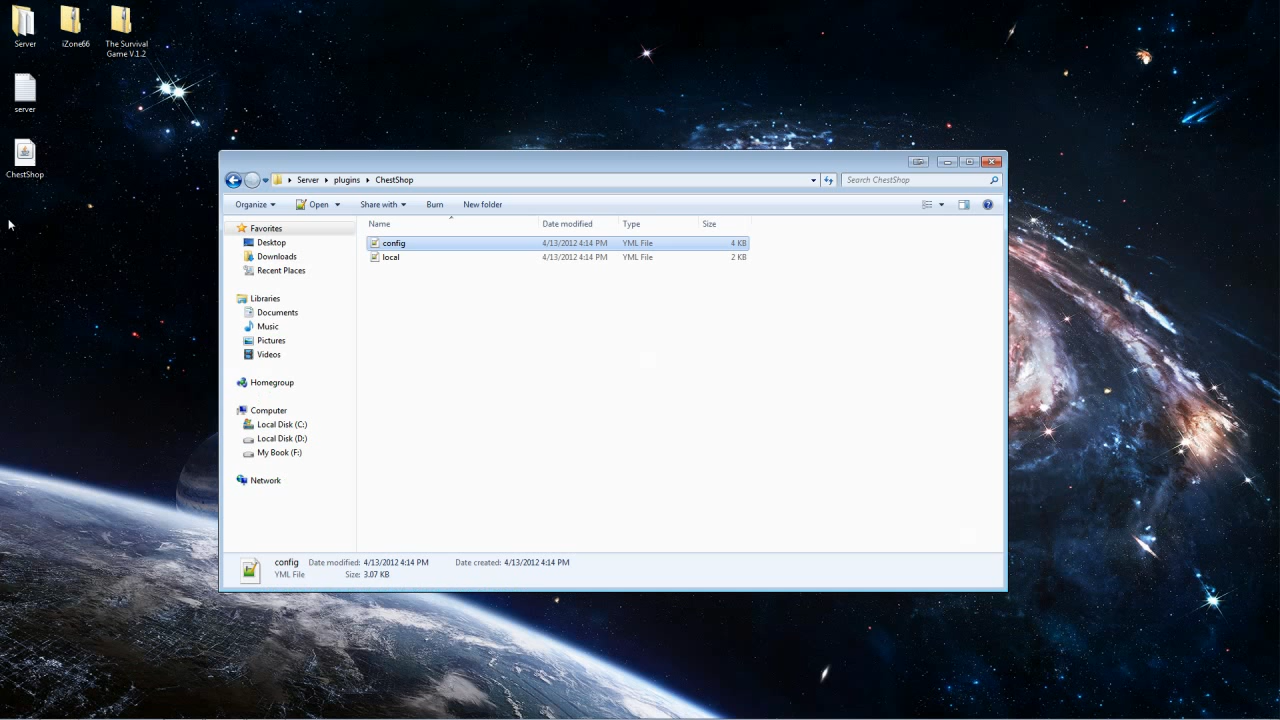 Server
iZone66
The Survival
Game V.1.2
server
ChestShop
Server plugins ChestShop
Search ChestShop
Organize Open Share with Burn New folder
Name Date modified Type Size
config 4/13/2012 4:14 PM YML File 4 KB
local 4/13/2012 4:14 PM YML File 2 KB
Favorites
Desktop
Downloads
Recent Places
Libraries
Documents
Music
Pictures
Videos
Homegroup
Computer
Local Disk (C:)
Local Disk (D:)
My Book (F:)
Network
config Date modified: 4/13/2012 4:14 PM Date created: 4/13/2012 4:14 PM
YML File Size: 3.07 KB